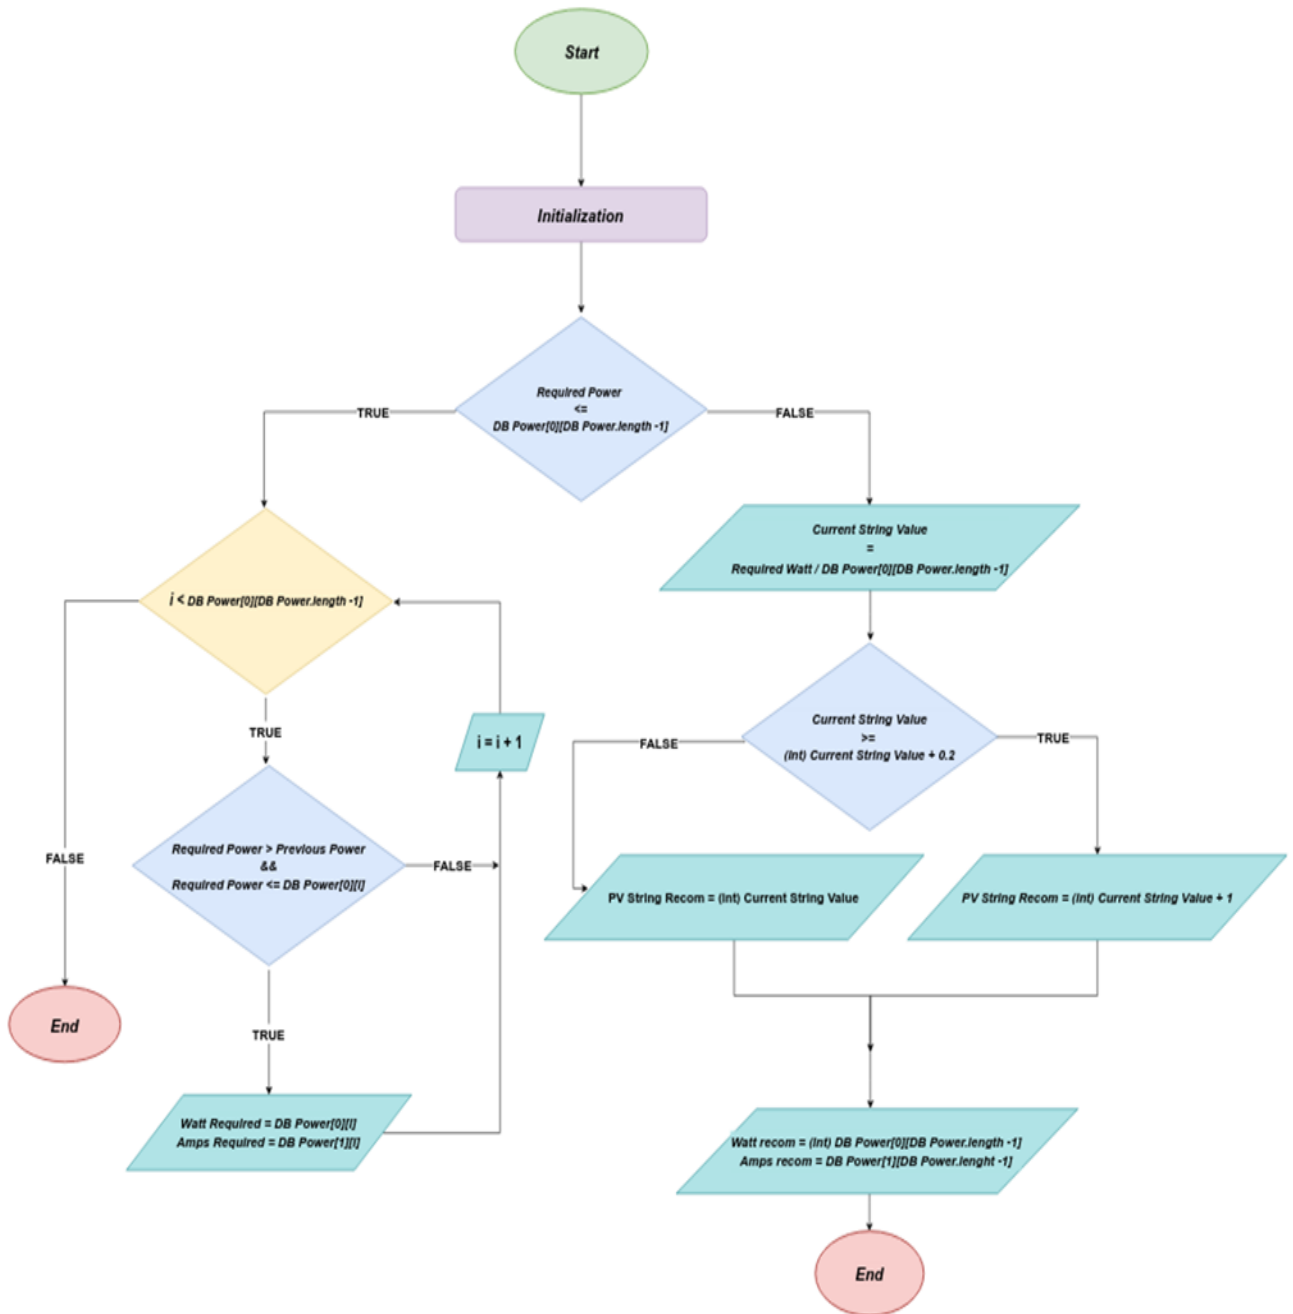 Start
Initialization
Required Power
<=
DB Power[0][DB Power.length -1]
TRUE
FALSE
Current String Value
=
Required Watt / DB Power[0][DB Power.length -1]
i < DB Power[0][DB Power.length -1]
TRUE
i = i + 1
FALSE
Current String Value
>=
(int) Current String Value + 0.2
TRUE
Required Power > Previous Power
&&
Required Power <= DB Power[0][i]
FALSE
FALSE
PV String Recom = (int) Current String Value
PV String Recom = (int) Current String Value + 1
End
TRUE
Watt Required = DB Power[0][i]
Amps Required = DB Power[1][i]
Watt recom = (int) DB Power[0][DB Power.length -1]
Amps recom = DB Power[1][DB Power.lenght -1]
End